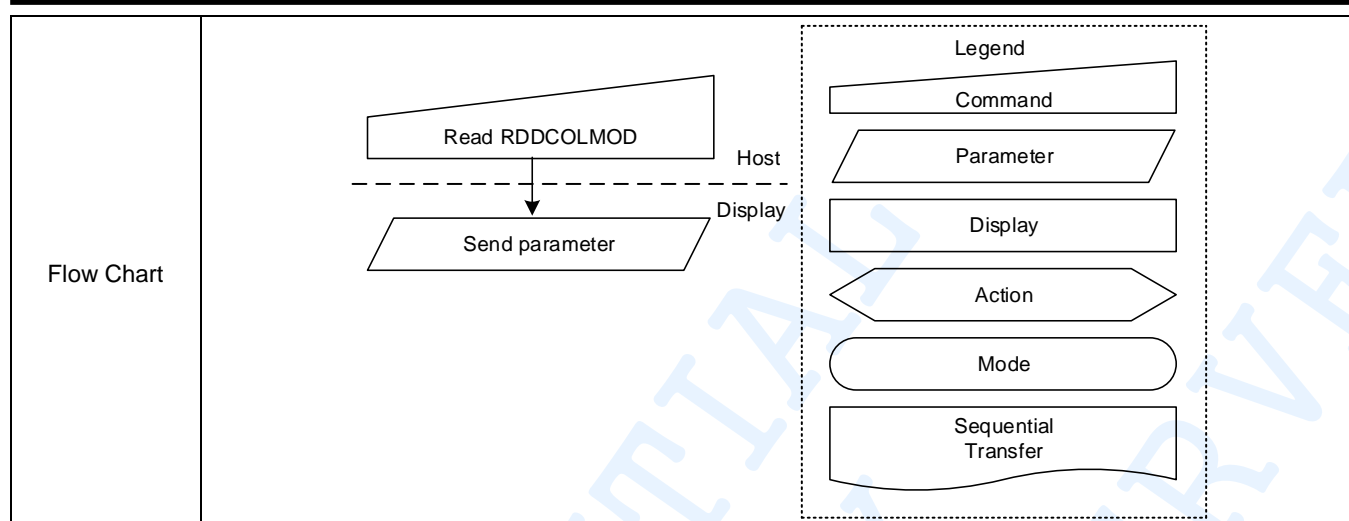 Flow Chart
Read RDDCOLMOD
Host
Display
Send parameter
Legend
Command
Parameter
Display
Action
Mode
Sequential
Transfer